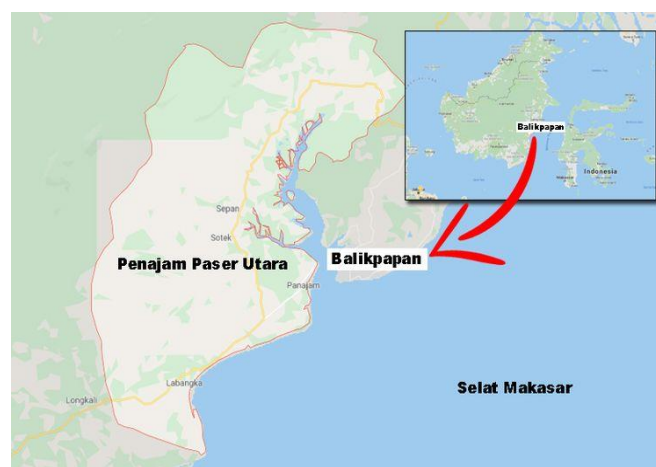 Balikpapan
Indonesia
Sepan
Sotek
Penajam Paser Utara
Balikpapan
Panajam
Selat Makasar
Labangka
Longkali